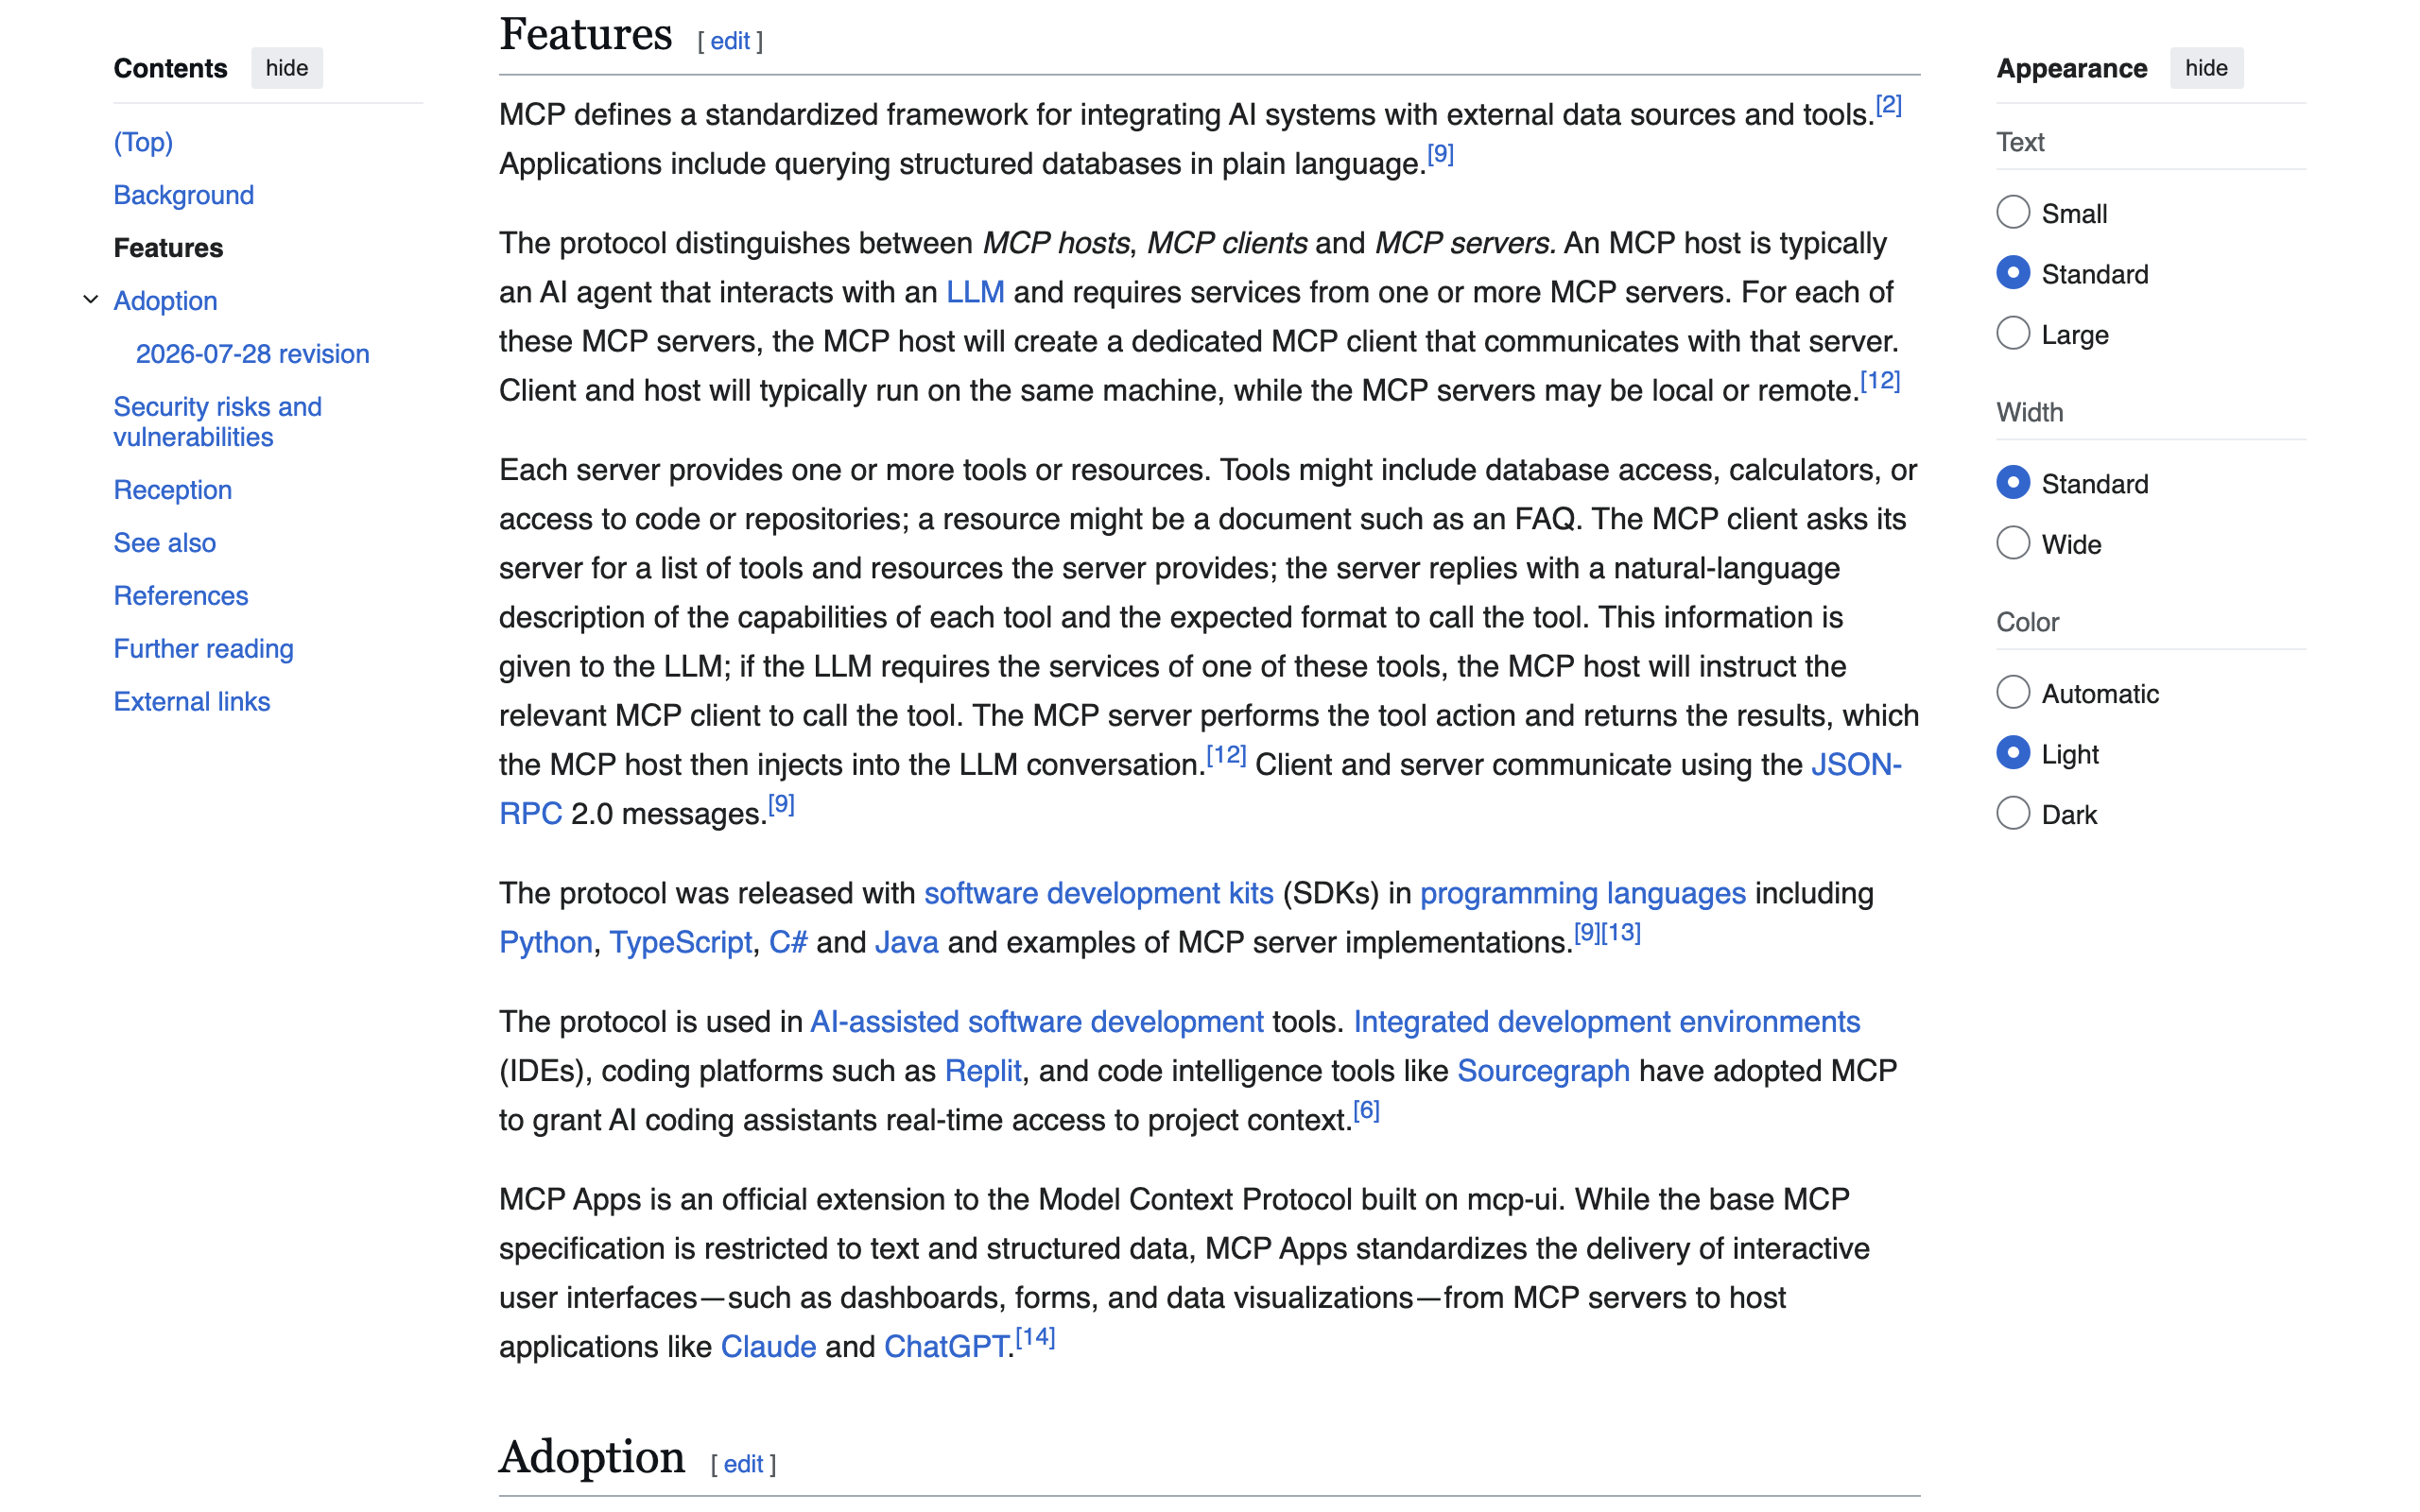 Contents hide
(Top)
Background
Features
Adoption
2026-07-28 revision
Security risks and
vulnerabilities
Reception
See also
References
Further reading
External links
Features [ edit ]
MCP defines a standardized framework for integrating AI systems with external data sources and tools.[2]
Applications include querying structured databases in plain language.[9]
The protocol distinguishes between MCP hosts, MCP clients and MCP servers. An MCP host is typically
an AI agent that interacts with an LLM and requires services from one or more MCP servers. For each of
these MCP servers, the MCP host will create a dedicated MCP client that communicates with that server.
Client and host will typically run on the same machine, while the MCP servers may be local or remote.[12]
Each server provides one or more tools or resources. Tools might include database access, calculators, or
access to code or repositories; a resource might be a document such as an FAQ. The MCP client asks its
server for a list of tools and resources the server provides; the server replies with a natural-language
description of the capabilities of each tool and the expected format to call the tool. This information is
given to the LLM; if the LLM requires the services of one of these tools, the MCP host will instruct the
relevant MCP client to call the tool. The MCP server performs the tool action and returns the results, which
the MCP host then injects into the LLM conversation.[12] Client and server communicate using the JSON-
RPC 2.0 messages.[9]
The protocol was released with software development kits (SDKs) in programming languages including
Python, TypeScript, C# and Java and examples of MCP server implementations.[9][13]
The protocol is used in AI-assisted software development tools. Integrated development environments
(IDEs), coding platforms such as Replit, and code intelligence tools like Sourcegraph have adopted MCP
to grant AI coding assistants real-time access to project context.[6]
MCP Apps is an official extension to the Model Context Protocol built on mcp-ui. While the base MCP
specification is restricted to text and structured data, MCP Apps standardizes the delivery of interactive
user interfaces—such as dashboards, forms, and data visualizations—from MCP servers to host
applications like Claude and ChatGPT.[14]
Adoption [ edit ]
Appearance hide
Text
Small
Standard
Large
Width
Standard
Wide
Color
Automatic
Light
Dark